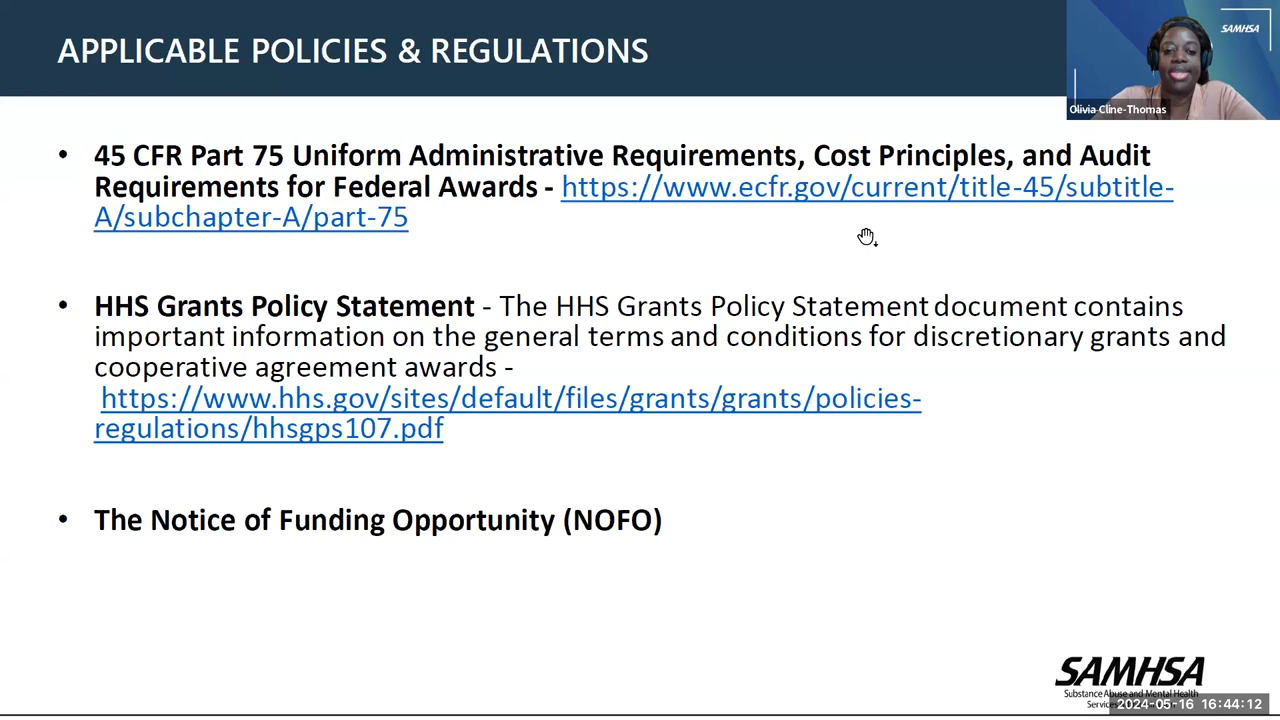 APPLICABLE POLICIES & REGULATIONS
SAMHSA
Olivia Cline-Thomas
• 45 CFR Part 75 Uniform Administrative Requirements, Cost Principles, and Audit
Requirements for Federal Awards - https://www.ecfr.gov/current/title-45/subtitle-
A/subchapter-A/part-75
• HHS Grants Policy Statement - The HHS Grants Policy Statement document contains
important information on the general terms and conditions for discretionary grants and
cooperative agreement awards -
https://www.hhs.gov/sites/default/files/grants/grants/policies-
regulations/hhsgps107.pdf
• The Notice of Funding Opportunity (NOFO)
SAMHSA
Substance Abuse and Mental Health
Services
2024-05-16 16:44:12